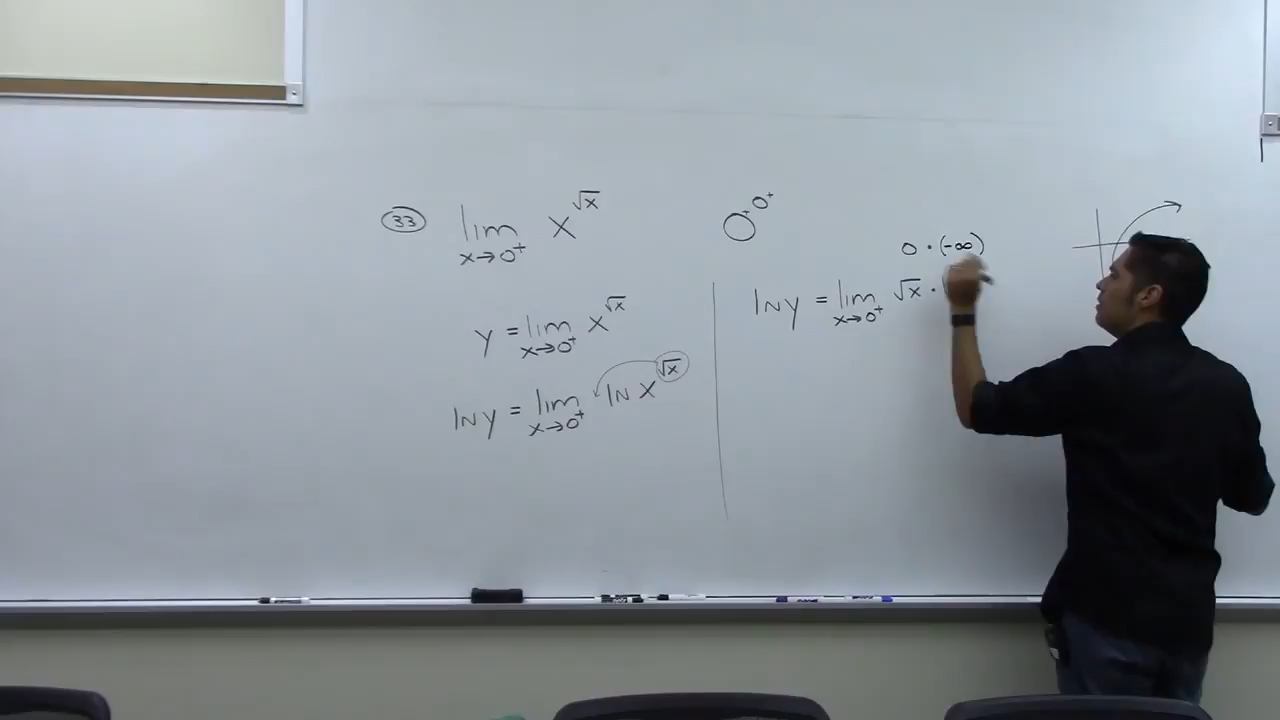 33 lim x→0⁺ x^√x
0⁺^0⁺
y = lim x→0⁺ x^√x
ln y = lim x→0⁺ ln x^√x
0 · (-∞)
ln y = lim x→0⁺ √x ·